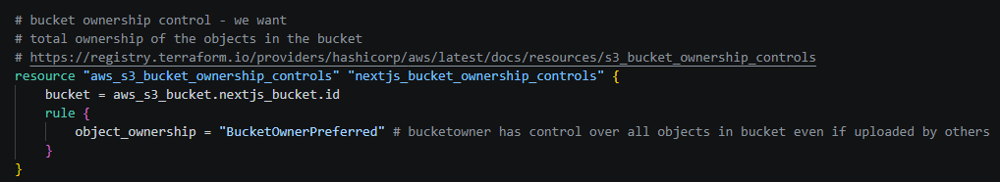 # bucket ownership control - we want
# total ownership of the objects in the bucket
# https://registry.terraform.io/providers/hashicorp/aws/latest/docs/resources/s3_bucket_ownership_controls
resource "aws_s3_bucket_ownership_controls" "nextjs_bucket_ownership_controls" {
    bucket = aws_s3_bucket.nextjs_bucket.id
    rule {
        object_ownership = "BucketOwnerPreferred" # bucketowner has control over all objects in bucket even if uploaded by others
    }
}